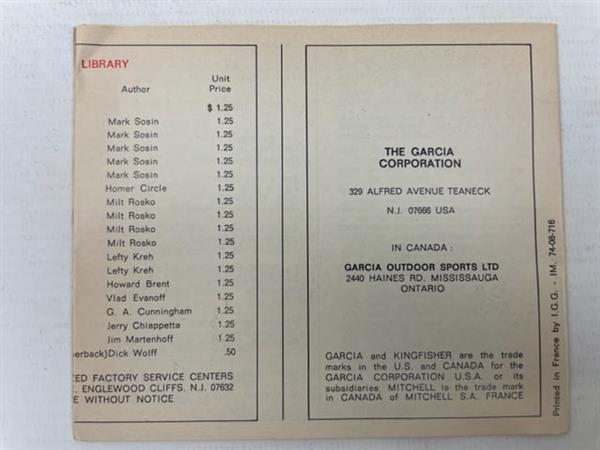 LIBRARY
Author Unit Price
$ 1.25
Mark Sosin 1.25
Mark Sosin 1.25
Mark Sosin 1.25
Mark Sosin 1.25
Mark Sosin 1.25
Homer Circle 1.25
Milt Rosko 1.25
Milt Rosko 1.25
Milt Rosko 1.25
Milt Rosko 1.25
Lefty Kreh 1.25
Lefty Kreh 1.25
Howard Brent 1.25
Vlad Evanoff 1.25
G. A. Cunningham 1.25
Jerry Chiappetta 1.25
Jim Martenhoff 1.25
erback)Dick Wolff .50
ED FACTORY SERVICE CENTERS
, ENGLEWOOD CLIFFS. N.J. 07632
E WITHOUT NOTICE
THE GARCIA
CORPORATION
329 ALFRED AVENUE TEANECK
N.J. 07666 USA
IN CANADA :
GARCIA OUTDOOR SPORTS LTD
2440 HAINES RD. MISSISSAUGA
ONTARIO
GARCIA and KINGFISHER are the trade
marks in the U.S. and CANADA for the
GARCIA CORPORATION U.S.A. or its
subsidiaries. MITCHELL is the trade mark
in CANADA of MITCHELL S.A. FRANCE
Printed in France by I.G.G. - IM. 74-08-716